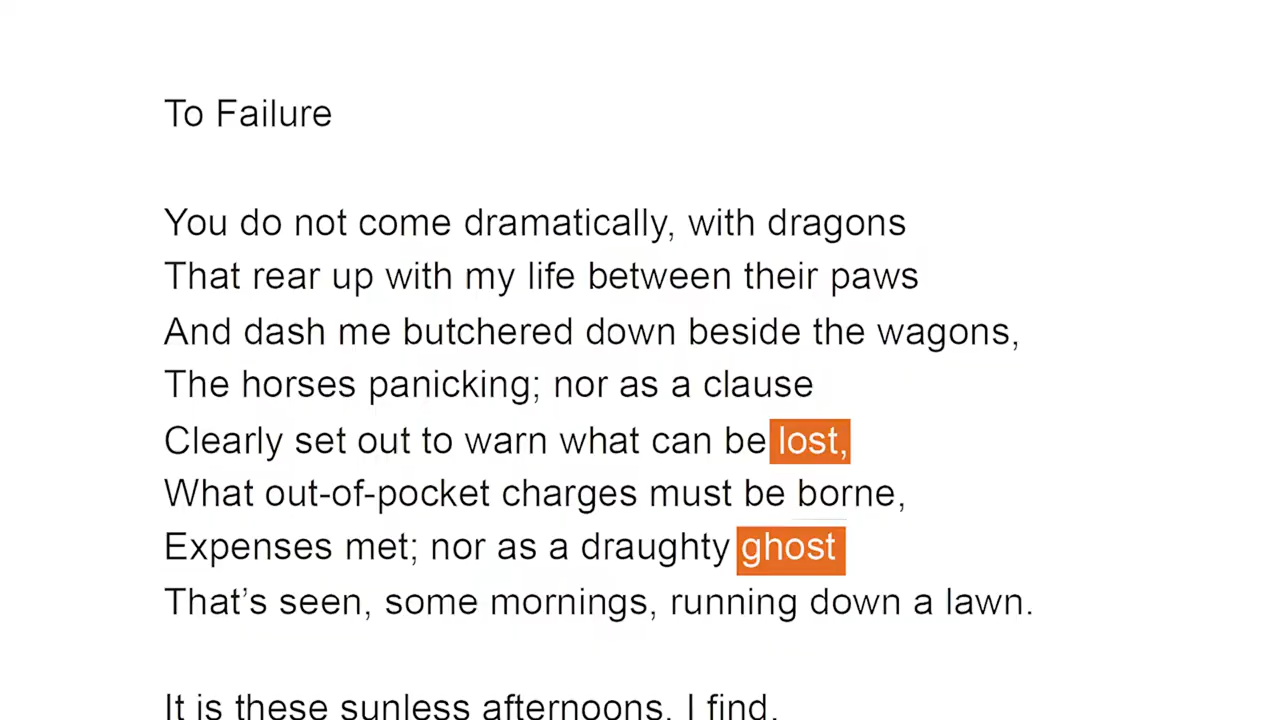 To Failure
You do not come dramatically, with dragons
That rear up with my life between their paws
And dash me butchered down beside the wagons,
The horses panicking; nor as a clause
Clearly set out to warn what can be lost,
What out-of-pocket charges must be borne,
Expenses met; nor as a draughty ghost
That’s seen, some mornings, running down a lawn.
It is these sunless afternoons, I find,